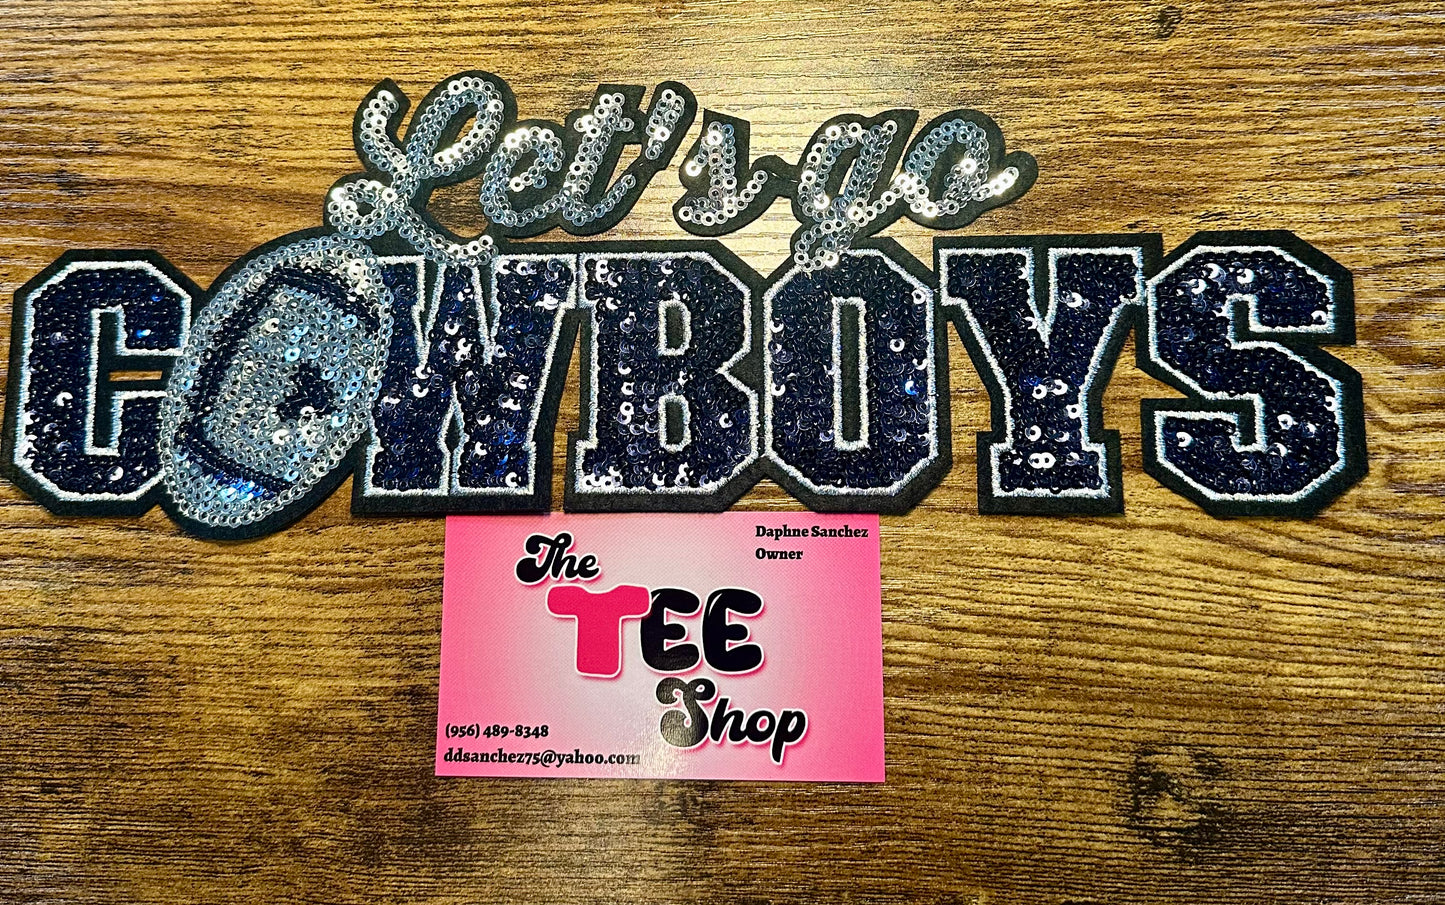 Let's go
COWBOYS
Daphne Sanchez
Owner
The
TEE
Shop
(956) 489-8348
ddsanchez75@yahoo.com